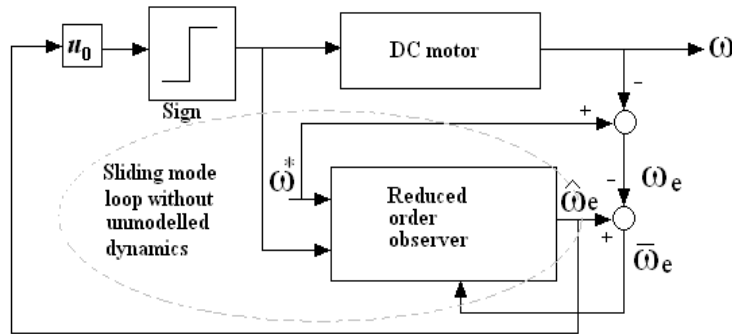 u₀
Sign
DC motor
ω
-
+
Sliding mode
loop without
unmodelled
dynamics
ω*
Reduced
order
observer
ω̂e
-
ωe
+
ω̄e